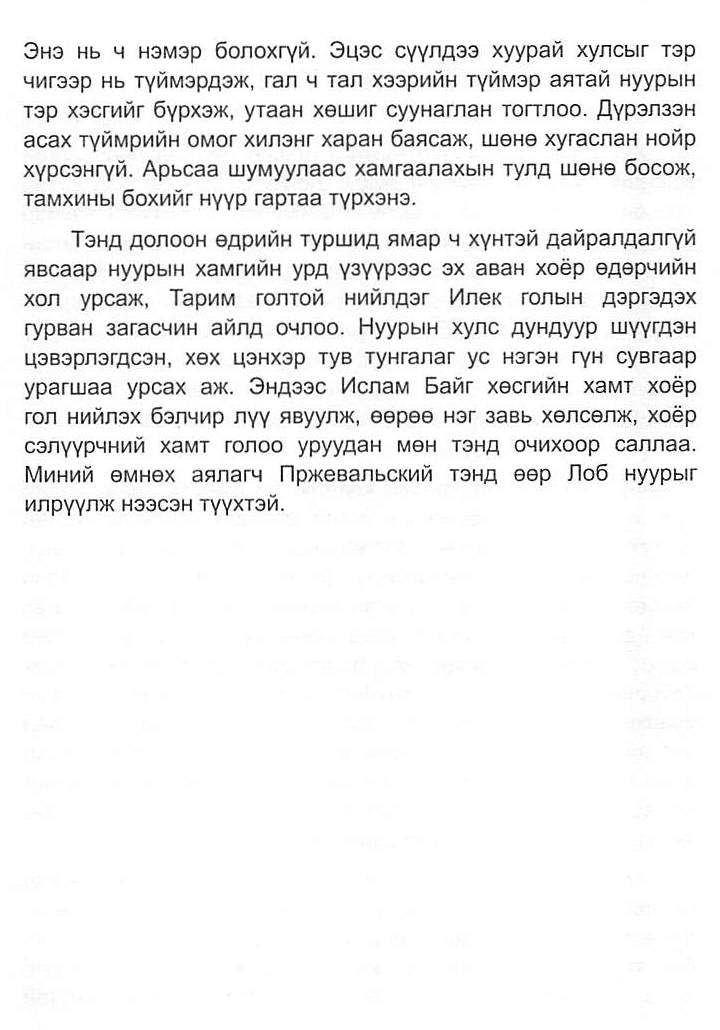 Энэ нь ч нэмэр болохгүй. Эцэс сүүлдээ хуурай хулсыг тэр
чигээр нь түймэрдэж, гал ч тал хээрийн түймэр аятай нуурын
тэр хэсгийг бүрхэж, утаан хөшиг суунаглан тогтлоо. Дүрэлзэн
асах түймрийн омог хилэнг харан баясаж, шөнө хугаслан нойр
хүрсэнгүй. Арьсаа шумуулаас хамгаалахын тулд шөнө босож,
тамхины бохийг нүүр гартаа түрхэнэ.
Тэнд долоон өдрийн туршид ямар ч хүнтэй дайралдалгүй
явсаар нуурын хамгийн урд үзүүрээс эх аван хоёр өдөрчийн
хол урсаж, Тарим голтой нийлдэг Илек голын дэргэдэх
гурван загасчин айлд очлоо. Нуурын хулс дундуур шүүгдэн
цэвэрлэгдсэн, хөх цэнхэр тув тунгалаг ус нэгэн гүн сувгаар
урагшаа урсах аж. Эндээс Ислам Байг хөсгийн хамт хоёр
гол нийлэх бэлчир лүү явуулж, өөрөө нэг завь хөлсөлж, хоёр
сэлүүрчний хамт голоо уруудан мөн тэнд очихоор саллаа.
Миний өмнөх аялагч Пржевальский тэнд өөр Лоб нуурыг
илрүүлж нээсэн түүхтэй.